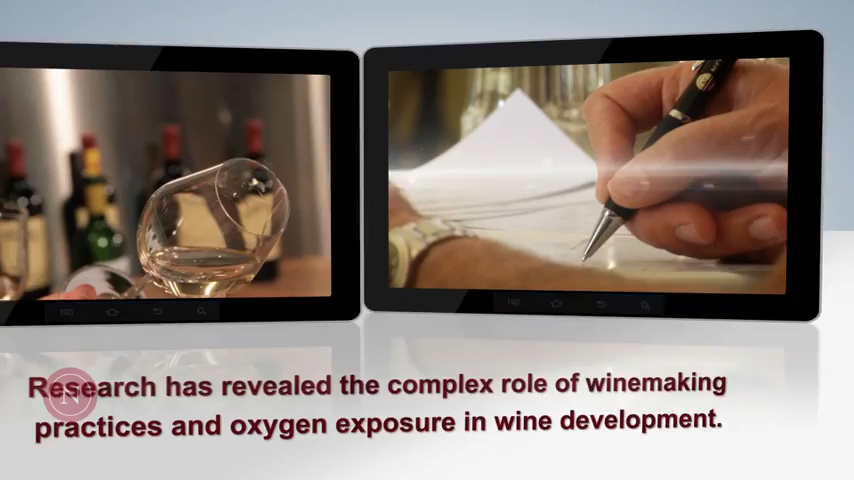 Research has revealed the complex role of winemaking
practices and oxygen exposure in wine development.
N